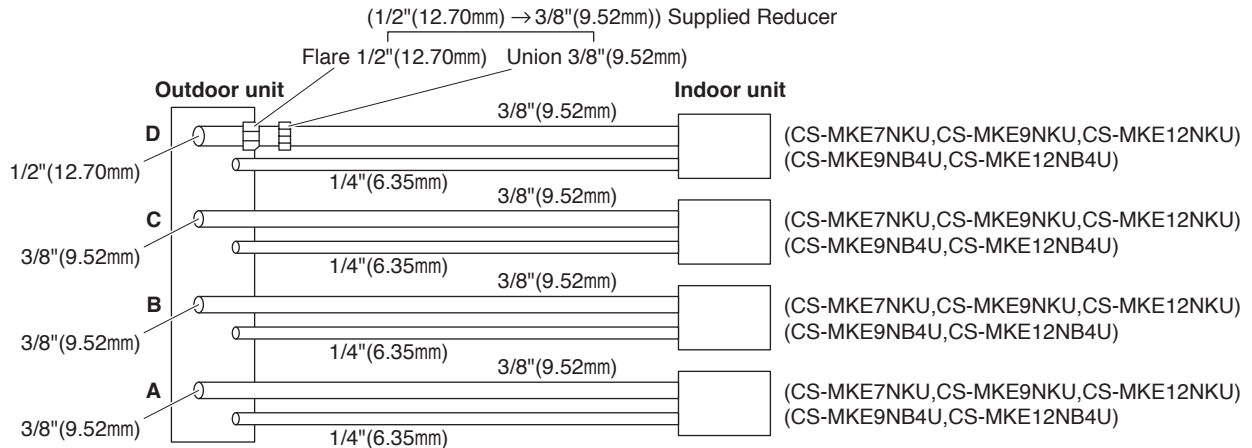 (1/2"(12.70mm) → 3/8"(9.52mm)) Supplied Reducer
Flare 1/2"(12.70mm) Union 3/8"(9.52mm)
Outdoor unit Indoor unit
3/8"(9.52mm)
D
(CS-MKE7NKU,CS-MKE9NKU,CS-MKE12NKU)
(CS-MKE9NB4U,CS-MKE12NB4U)
1/2"(12.70mm)
1/4"(6.35mm)
3/8"(9.52mm)
C
(CS-MKE7NKU,CS-MKE9NKU,CS-MKE12NKU)
(CS-MKE9NB4U,CS-MKE12NB4U)
3/8"(9.52mm)
1/4"(6.35mm)
3/8"(9.52mm)
B
(CS-MKE7NKU,CS-MKE9NKU,CS-MKE12NKU)
(CS-MKE9NB4U,CS-MKE12NB4U)
3/8"(9.52mm)
1/4"(6.35mm)
3/8"(9.52mm)
A
(CS-MKE7NKU,CS-MKE9NKU,CS-MKE12NKU)
(CS-MKE9NB4U,CS-MKE12NB4U)
3/8"(9.52mm)
1/4"(6.35mm)